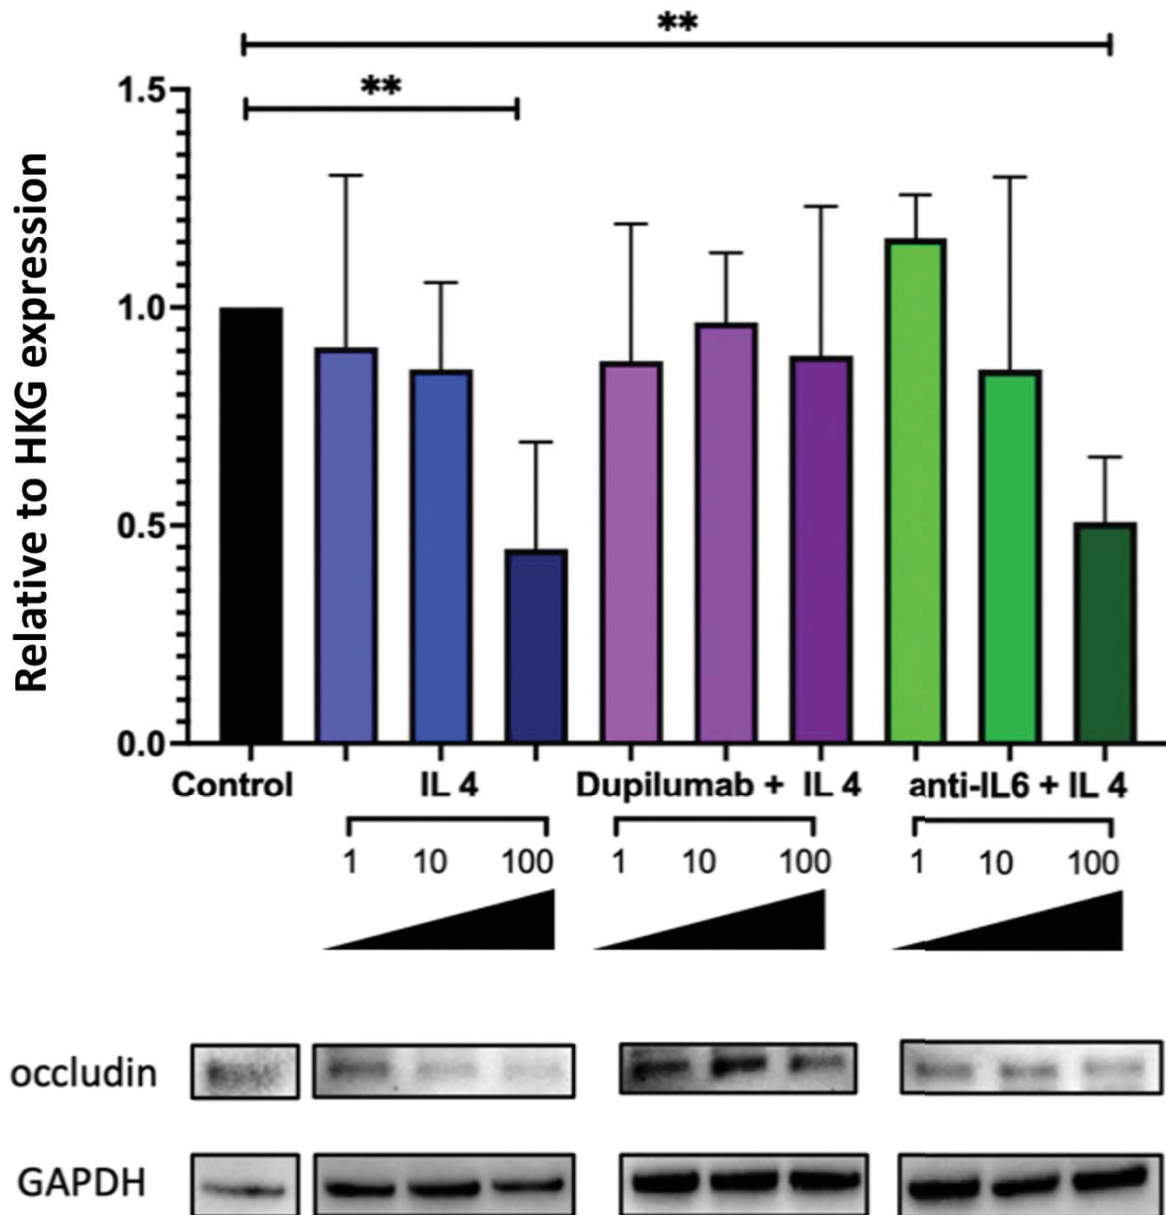 **
**
1.5
1.0
0.5
0.0
Relative to HKG expression
Control IL 4 Dupilumab + IL 4 anti-IL6 + IL 4
1 10 100 1 10 100 1 10 100
occludin
GAPDH